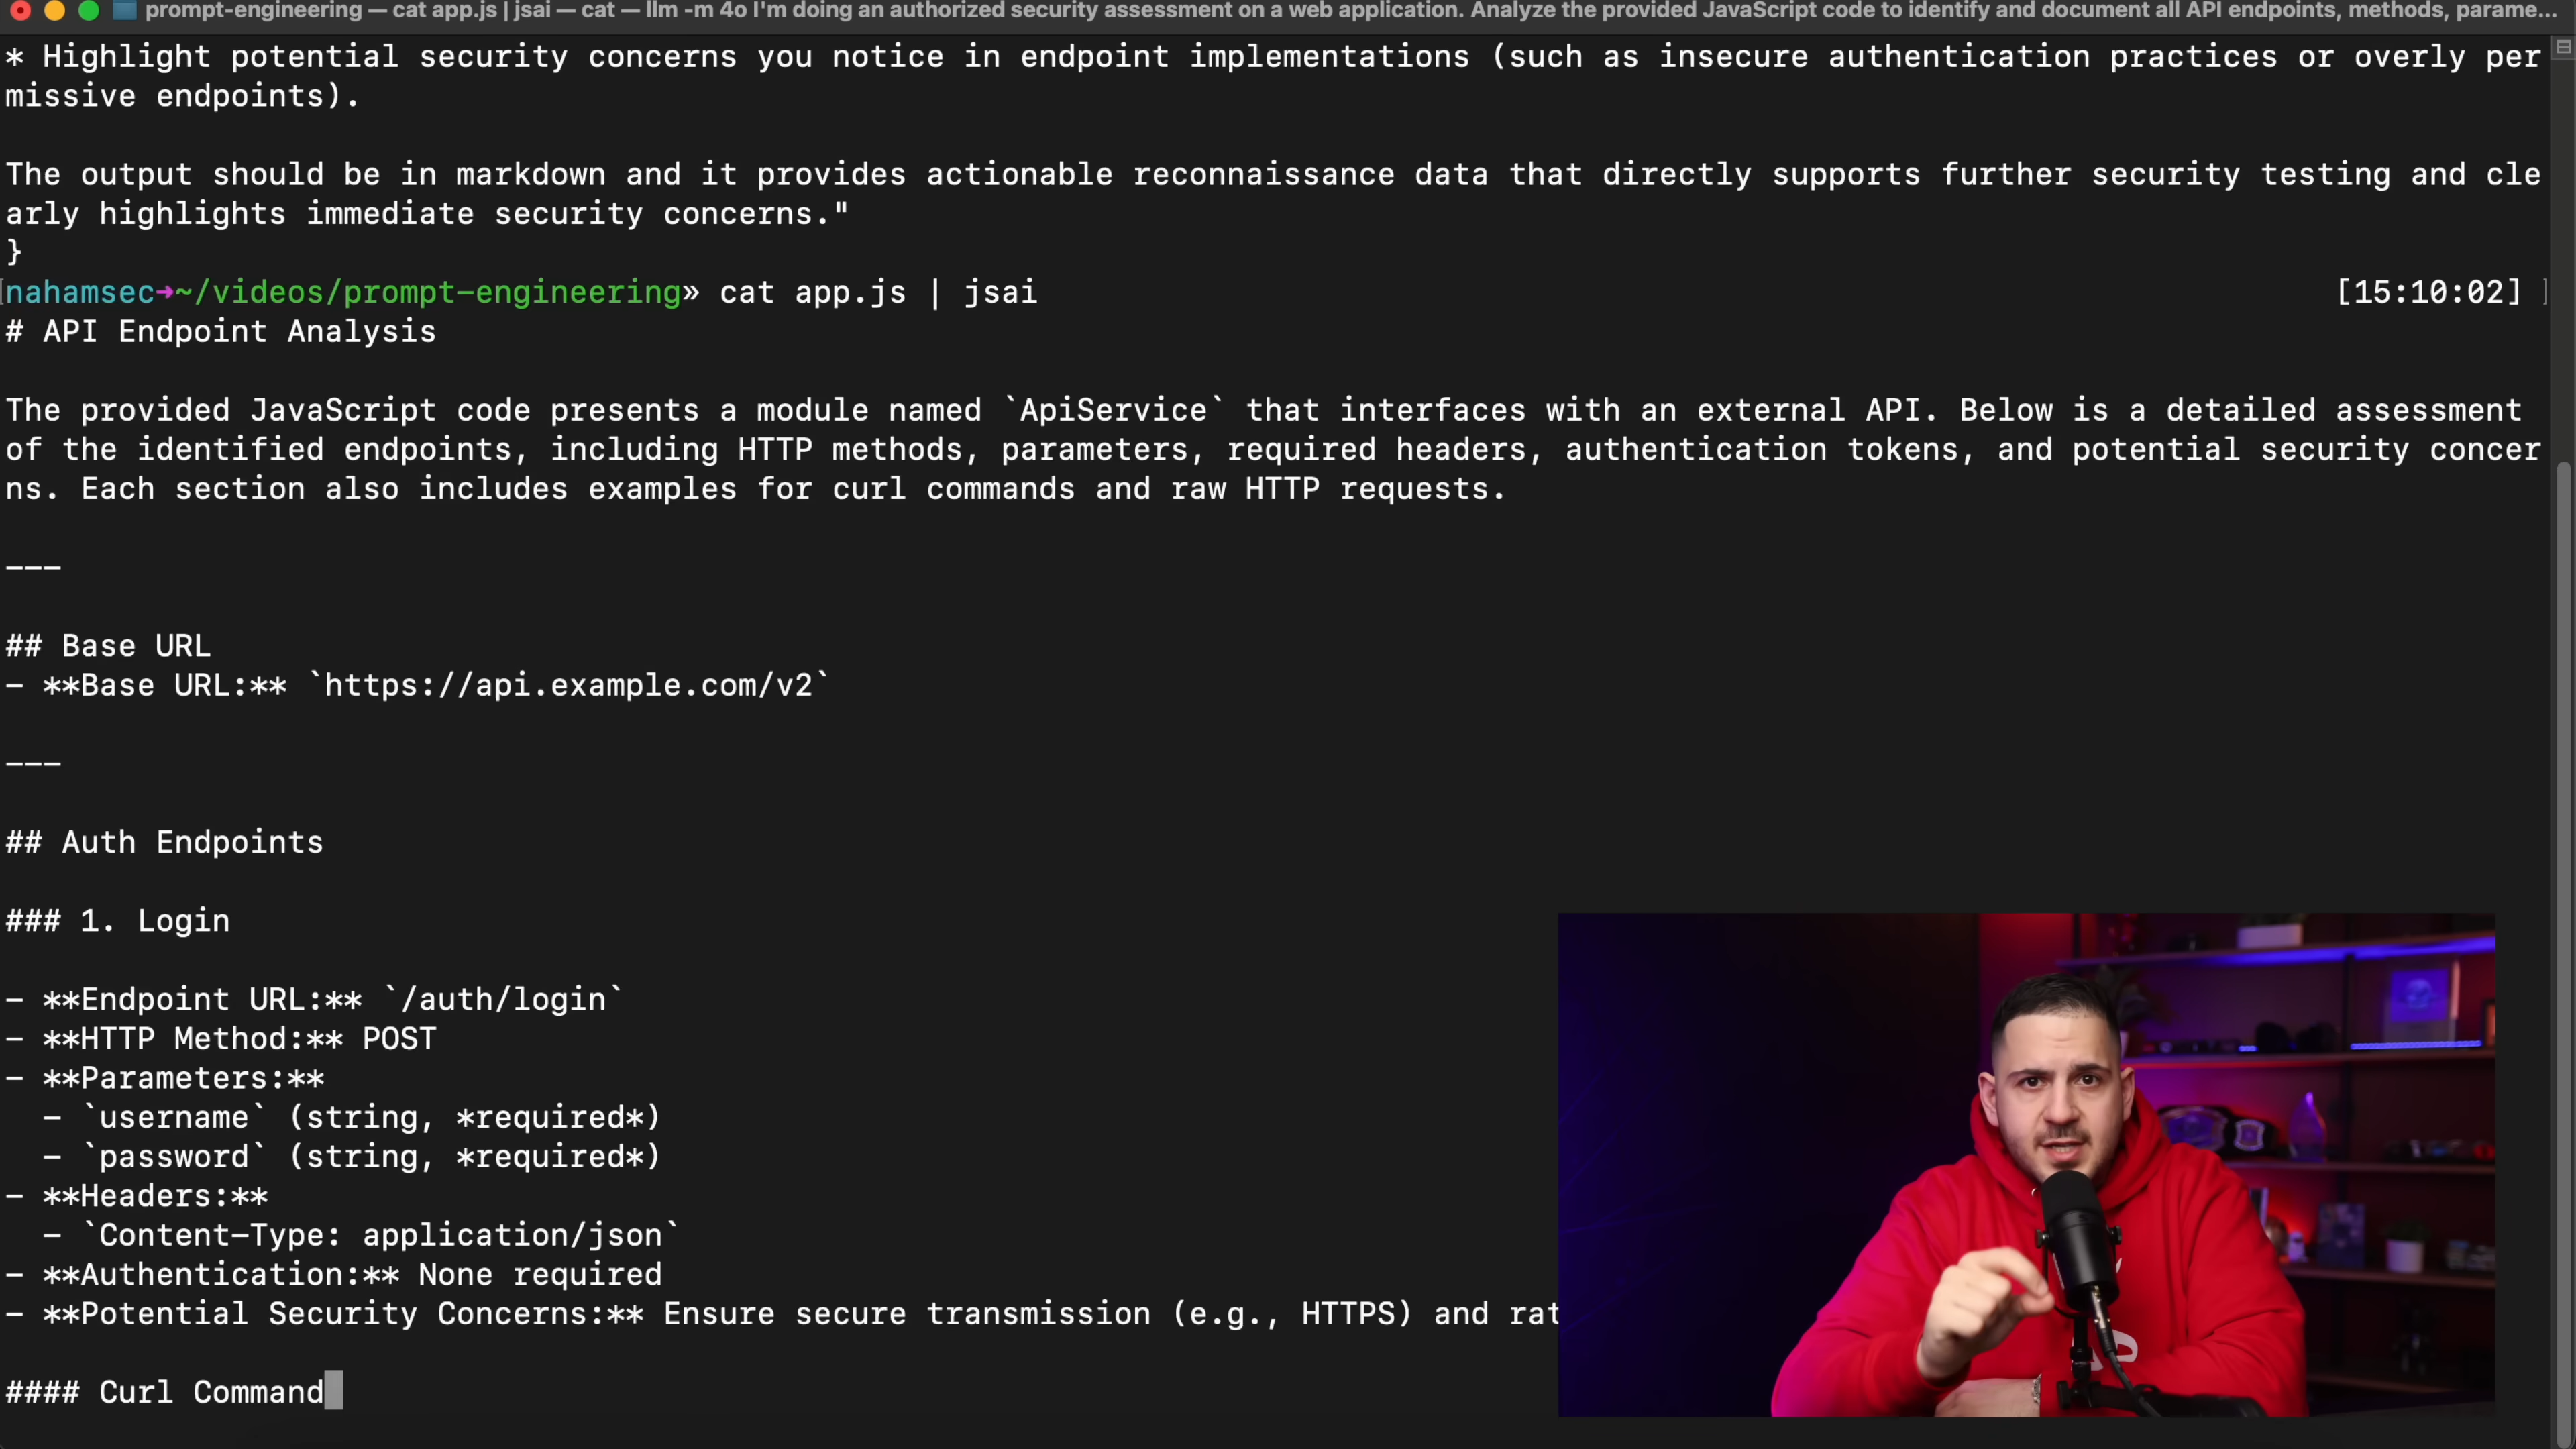 prompt-engineering — cat app.js | jsai — cat — llm -m 4o I'm doing an authorized security assessment on a web application. Analyze the provided JavaScript code to identify and document all API endpoints, methods, parame...
* Highlight potential security concerns you notice in endpoint implementations (such as insecure authentication practices or overly per
missive endpoints).
The output should be in markdown and it provides actionable reconnaissance data that directly supports further security testing and cle
arly highlights immediate security concerns."
}
[nahamsec→~/videos/prompt-engineering» cat app.js | jsai [15:10:02] ]
# API Endpoint Analysis
The provided JavaScript code presents a module named `ApiService` that interfaces with an external API. Below is a detailed assessment
of the identified endpoints, including HTTP methods, parameters, required headers, authentication tokens, and potential security concer
ns. Each section also includes examples for curl commands and raw HTTP requests.
---
## Base URL
- **Base URL:** `https://api.example.com/v2`
---
## Auth Endpoints
### 1. Login
- **Endpoint URL:** `/auth/login`
- **HTTP Method:** POST
- **Parameters:**
  - `username` (string, *required*)
  - `password` (string, *required*)
- **Headers:**
  - `Content-Type: application/json`
- **Authentication:** None required
- **Potential Security Concerns:** Ensure secure transmission (e.g., HTTPS) and rat
#### Curl Command